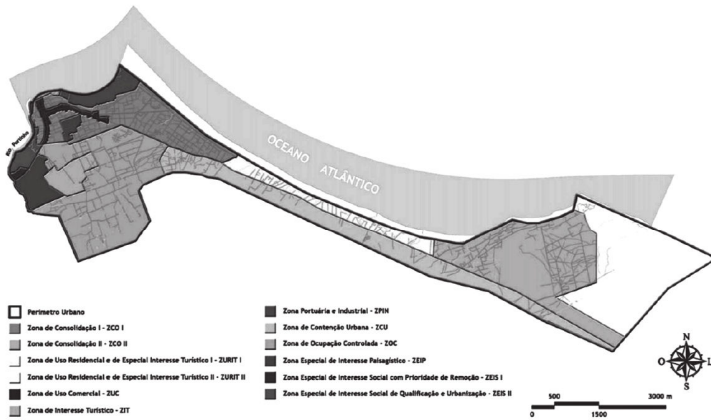 OCEANO ATLÂNTICO
Perímetro Urbano
Zona de Consolidação I - ZCO I
Zona de Consolidação II - ZCO II
Zona de Uso Residencial e de Especial Interesse Turístico I - ZURIT I
Zona de Uso Residencial e de Especial Interesse Turístico II - ZURIT II
Zona de Uso Comercial - ZUC
Zona de Interesse Turístico - ZIT
Zona Portuária e Industrial - ZPIN
Zona de Contenção Urbana - ZCU
Zona de Ocupação Controlada - ZOC
Zona Especial de Interesse Paisagístico - ZEIP
Zona Especial de Interesse Social com Prioridade de Remoção - ZEIS I
Zona Especial de Interesse Social de Qualificação e Urbanização - ZEIS II
N
O L
S
500 3000 m
0 1500